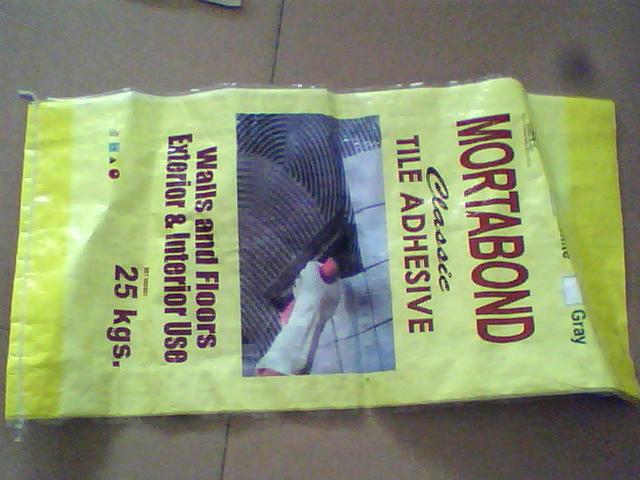 Gray
MORTABOND
Classic
TILE ADHESIVE
Walls and Floors
Exterior & Interior Use
25 kgs.